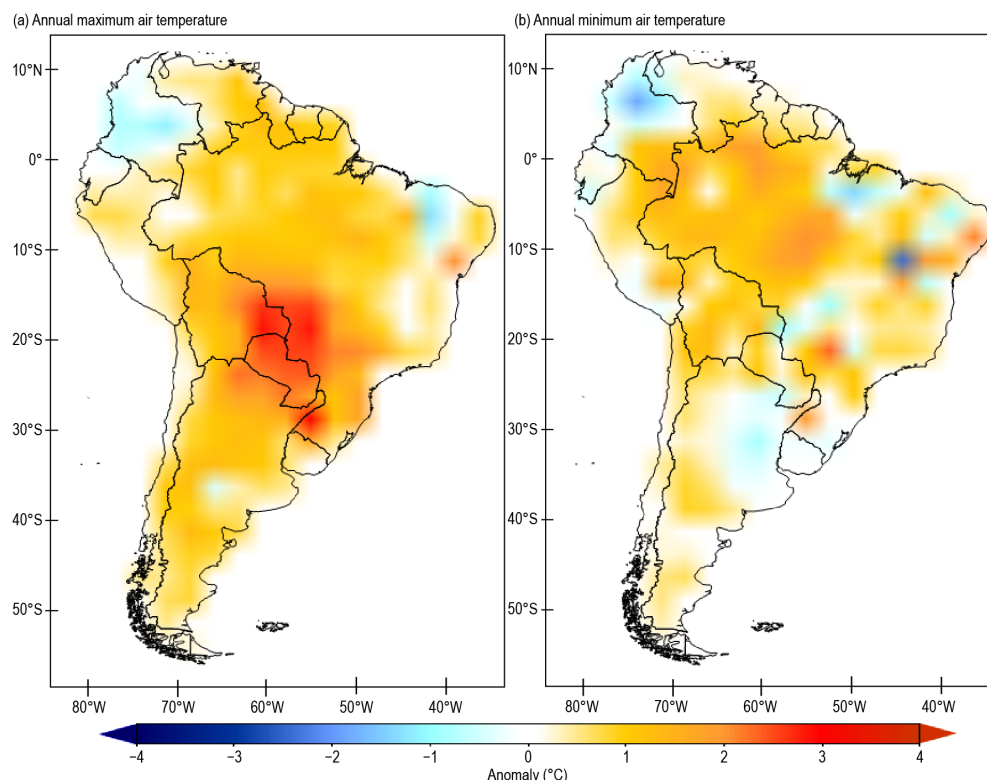 (a) Annual maximum air temperature
(b) Annual minimum air temperature
10°N
0°
10°S
20°S
30°S
40°S
50°S
80°W 70°W 60°W 50°W 40°W
10°N
0°
10°S
20°S
30°S
40°S
50°S
80°W 70°W 60°W 50°W 40°W
−4 −3 −2 −1 0 1 2 3 4
Anomaly (°C)